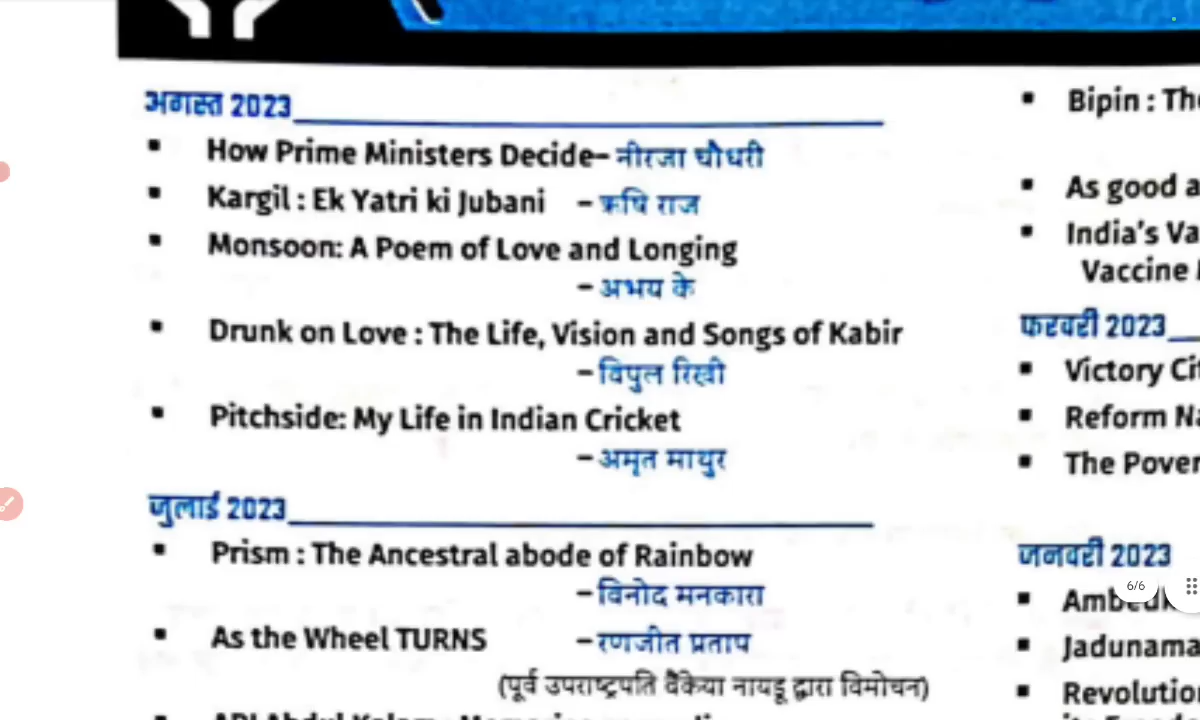 अगस्त 2023
▪ How Prime Ministers Decide– नीरजा चौधरी
▪ Kargil : Ek Yatri ki Jubani – ऋषि राज
▪ Monsoon: A Poem of Love and Longing
– अभय के
▪ Drunk on Love : The Life, Vision and Songs of Kabir
– विपुल रिखी
▪ Pitchside: My Life in Indian Cricket
– अमृत माथुर
जुलाई 2023
▪ Prism : The Ancestral abode of Rainbow
– विनोद मनकारा
▪ As the Wheel TURNS – रणजीत प्रताप
(पूर्व उपराष्ट्रपति वैंकेया नायडू द्वारा विमोचन)
▪ Bipin : The
▪ As good a
▪ India's Va
Vaccine
फरवरी 2023
▪ Victory Cit
▪ Reform Na
▪ The Pover
जनवरी 2023
6/6
▪ Ambedk
▪ Jadunama
▪ Revolution